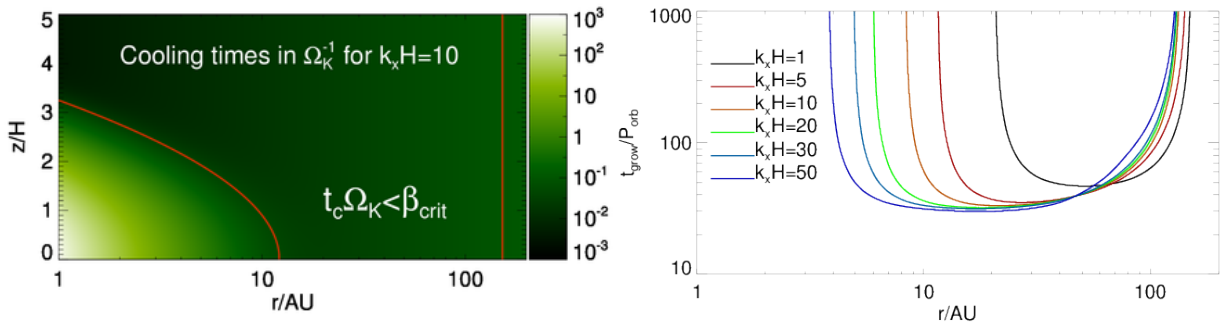 5
4
3
2
1
0
z/H
Cooling times in Ω_K^-1 for k_xH=10
t_cΩ_K<β_crit
1
10
100
r/AU
10^3
10^2
10
1
10^-1
10^-2
10^-3
t_grow/P_orb
1000
100
10
k_xH=1
k_xH=5
k_xH=10
k_xH=20
k_xH=30
k_xH=50
1
10
100
r/AU